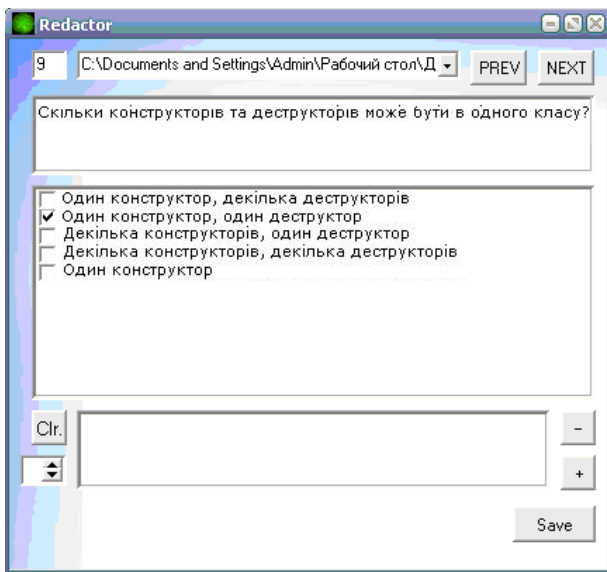 Redactor
9 C:\Documents and Settings\Admin\Рабочий стол\Д PREV NEXT
Скільки конструкторів та деструкторів може бути в одного класу?
Один конструктор, декілька деструкторів
Один конструктор, один деструктор
Декілька конструкторів, один деструктор
Декілька конструкторів, декілька деструкторів
Один конструктор
Clr. -
+
Save